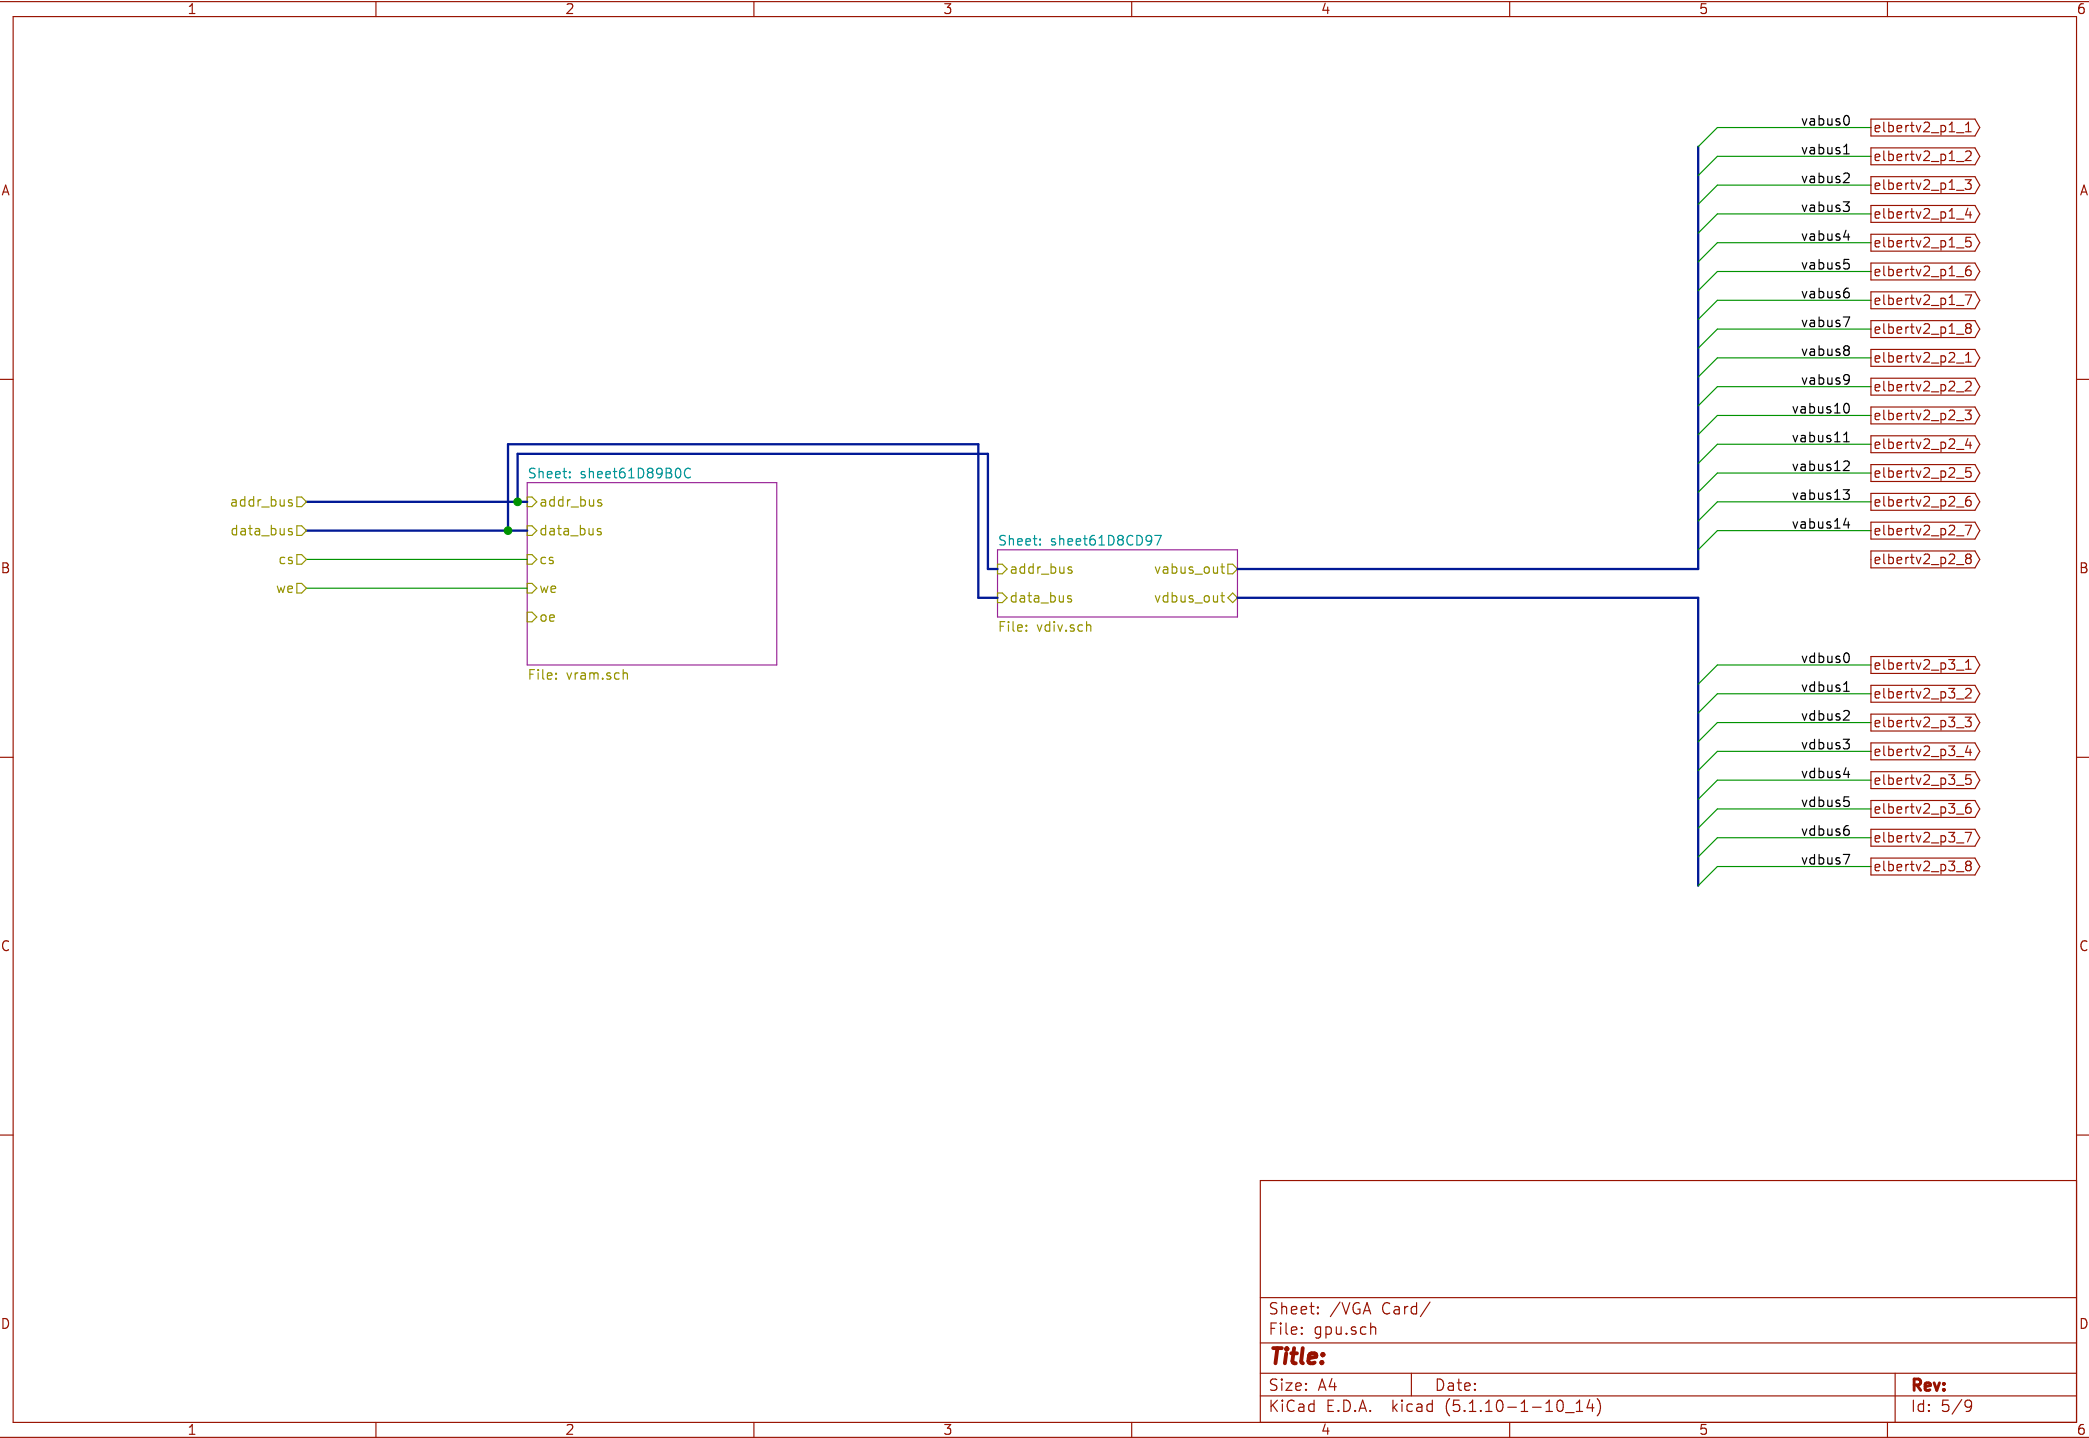 1 2 3 4 5 6
vabus0 elbertv2_p1_1
vabus1 elbertv2_p1_2
vabus2 elbertv2_p1_3
A A
vabus3 elbertv2_p1_4
vabus4 elbertv2_p1_5
vabus5 elbertv2_p1_6
vabus6 elbertv2_p1_7
vabus7 elbertv2_p1_8
vabus8 elbertv2_p2_1
vabus9 elbertv2_p2_2
vabus10 elbertv2_p2_3
vabus11 elbertv2_p2_4
vabus12 elbertv2_p2_5
vabus13 elbertv2_p2_6
vabus14 elbertv2_p2_7
elbertv2_p2_8
Sheet: sheet61D89B0C
addr_bus addr_bus
data_bus data_bus
cs cs
we we
oe
File: vram.sch
Sheet: sheet61D8CD97
addr_bus vabus_out
data_bus vdbus_out
File: vdiv.sch
B B
vdbus0 elbertv2_p3_1
vdbus1 elbertv2_p3_2
vdbus2 elbertv2_p3_3
vdbus3 elbertv2_p3_4
vdbus4 elbertv2_p3_5
vdbus5 elbertv2_p3_6
vdbus6 elbertv2_p3_7
vdbus7 elbertv2_p3_8
C C
Sheet: /VGA Card/
D D
File: gpu.sch
Title:
Size: A4 Date: Rev:
KiCad E.D.A. kicad (5.1.10-1-10_14) Id: 5/9
1 2 3 4 5 6